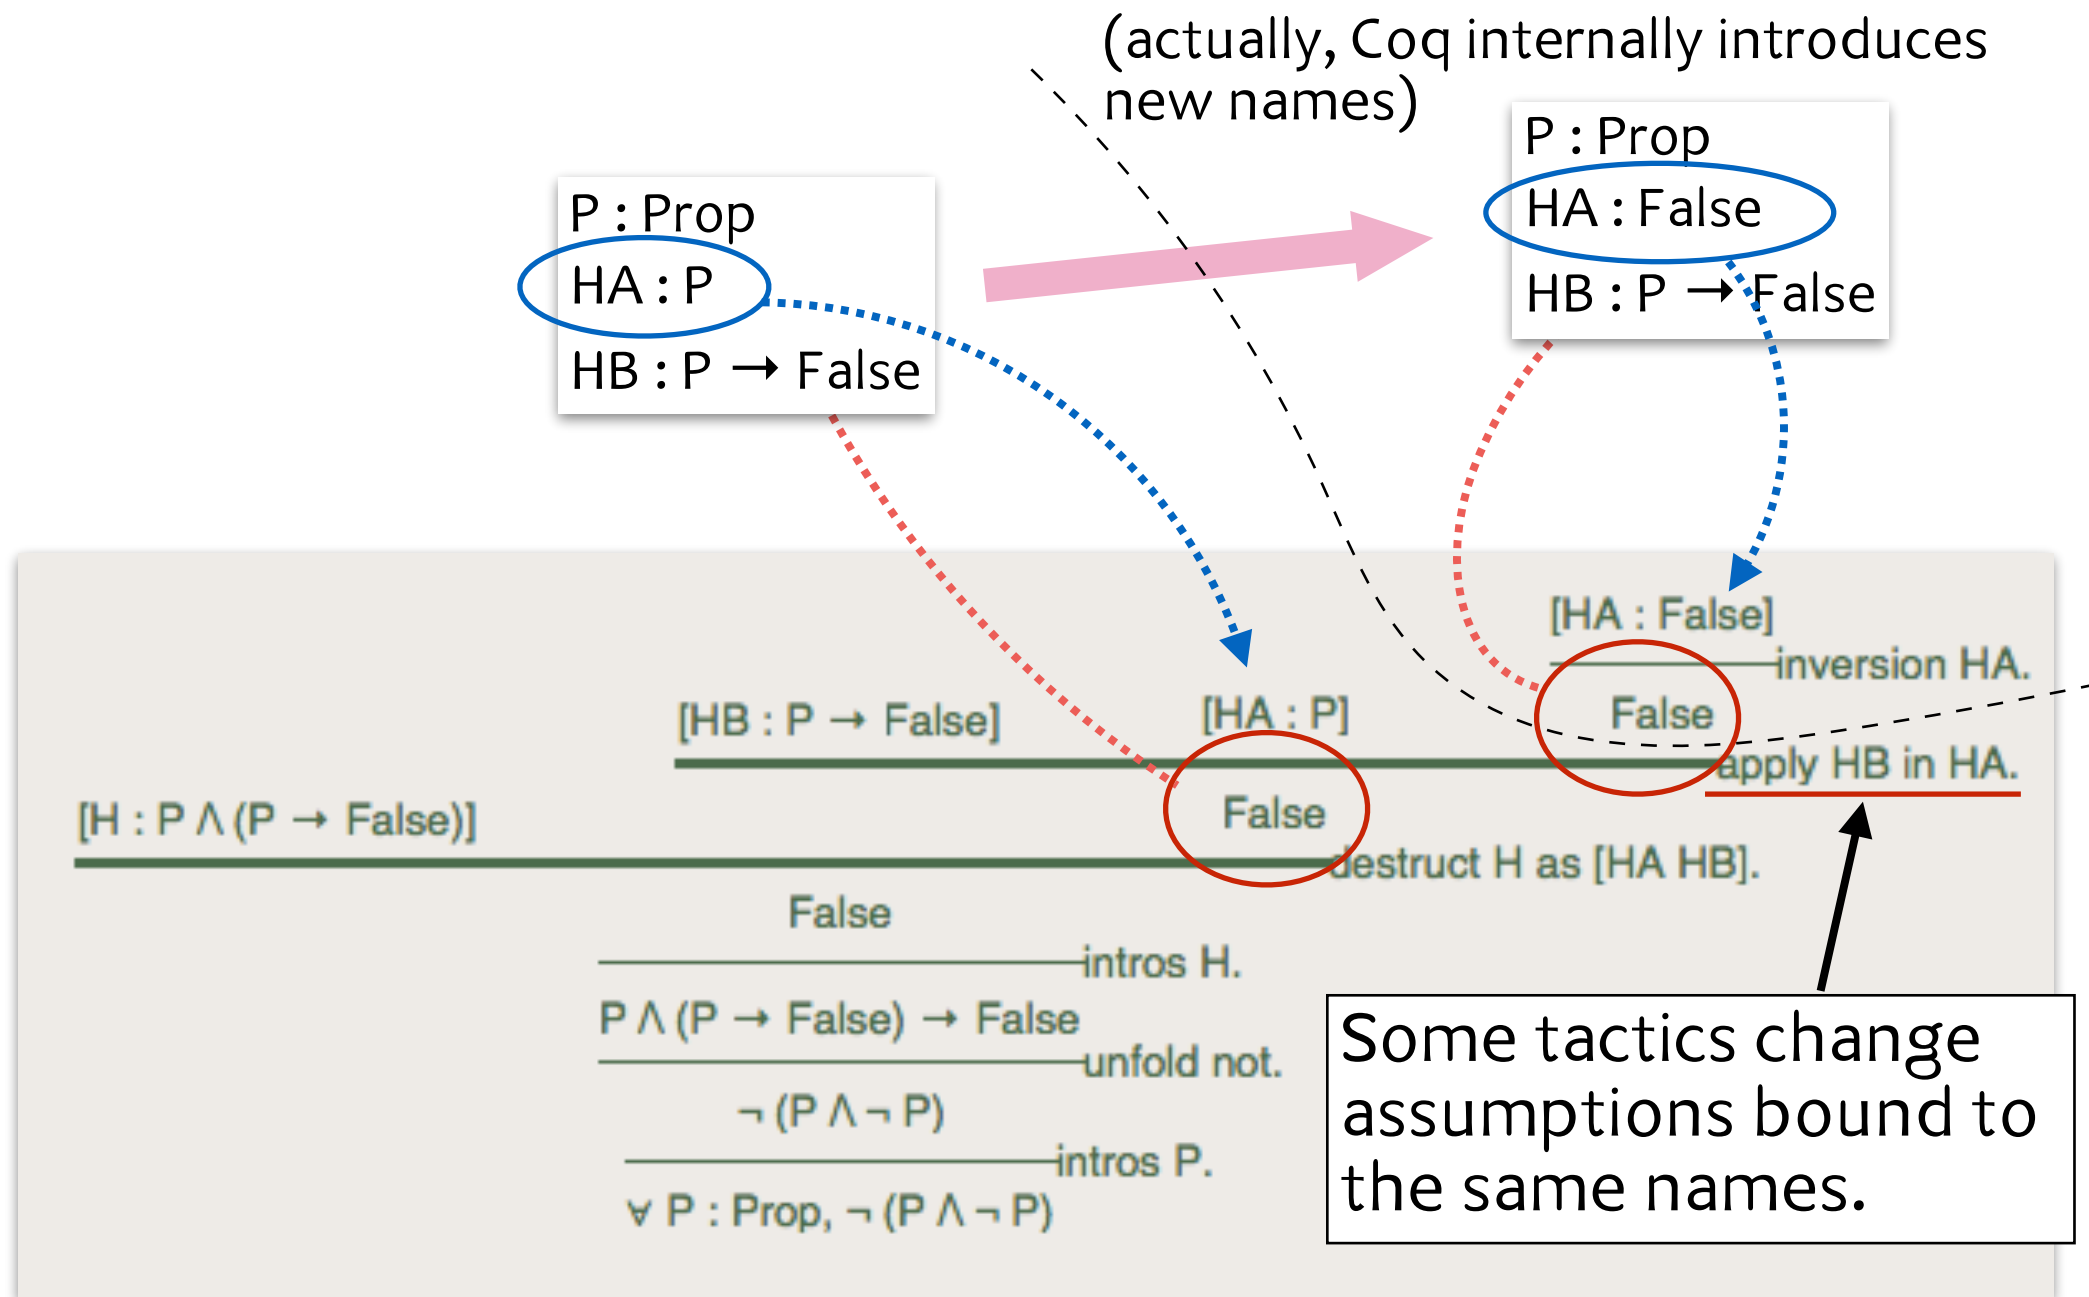 (actually, Coq internally introduces
new names)
P : Prop
HA : P
HB : P → False
P : Prop
HA : False
HB : P → False
[HA : False]
inversion HA.
[HB : P → False]
[HA : P]
False
apply HB in HA.
[H : P ∧ (P → False)]
False
destruct H as [HA HB].
False
intros H.
P ∧ (P → False) → False
unfold not.
¬ (P ∧ ¬ P)
intros P.
∀ P : Prop, ¬ (P ∧ ¬ P)
Some tactics change
assumptions bound to
the same names.